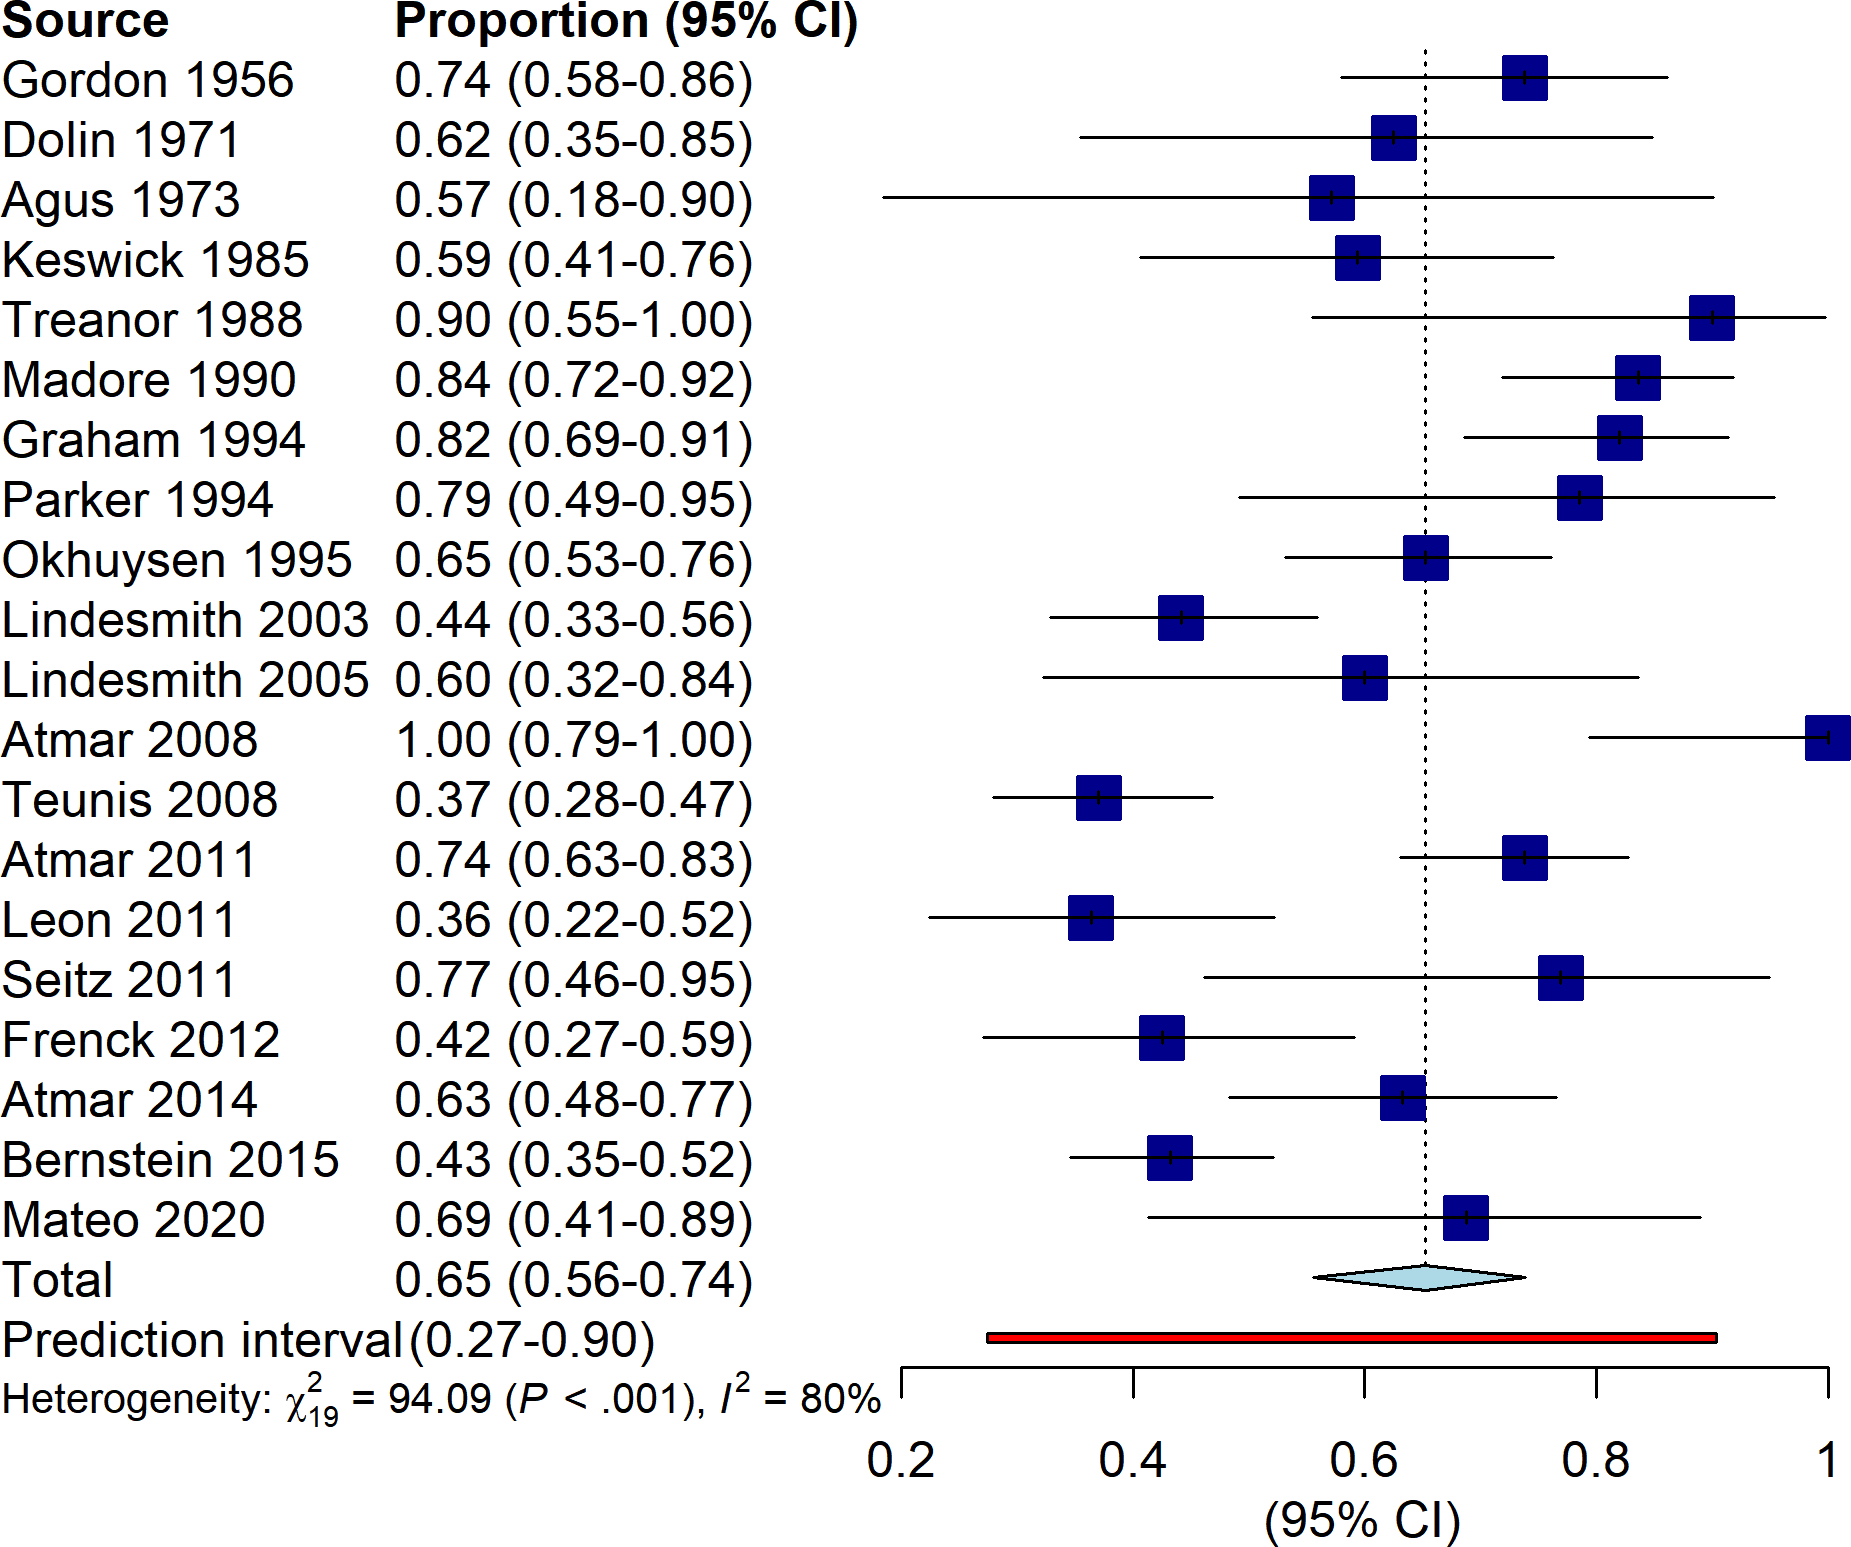 Source Proportion (95% CI)
Gordon 1956 0.74 (0.58-0.86)
Dolin 1971 0.62 (0.35-0.85)
Agus 1973 0.57 (0.18-0.90)
Keswick 1985 0.59 (0.41-0.76)
Treanor 1988 0.90 (0.55-1.00)
Madore 1990 0.84 (0.72-0.92)
Graham 1994 0.82 (0.69-0.91)
Parker 1994 0.79 (0.49-0.95)
Okhuysen 1995 0.65 (0.53-0.76)
Lindesmith 2003 0.44 (0.33-0.56)
Lindesmith 2005 0.60 (0.32-0.84)
Atmar 2008 1.00 (0.79-1.00)
Teunis 2008 0.37 (0.28-0.47)
Atmar 2011 0.74 (0.63-0.83)
Leon 2011 0.36 (0.22-0.52)
Seitz 2011 0.77 (0.46-0.95)
Frenck 2012 0.42 (0.27-0.59)
Atmar 2014 0.63 (0.48-0.77)
Bernstein 2015 0.43 (0.35-0.52)
Mateo 2020 0.69 (0.41-0.89)
Total 0.65 (0.56-0.74)
Prediction interval (0.27-0.90)
Heterogeneity: χ²₁₉ = 94.09 (P < .001), I² = 80%
0.2 0.4 0.6 0.8 1
(95% CI)